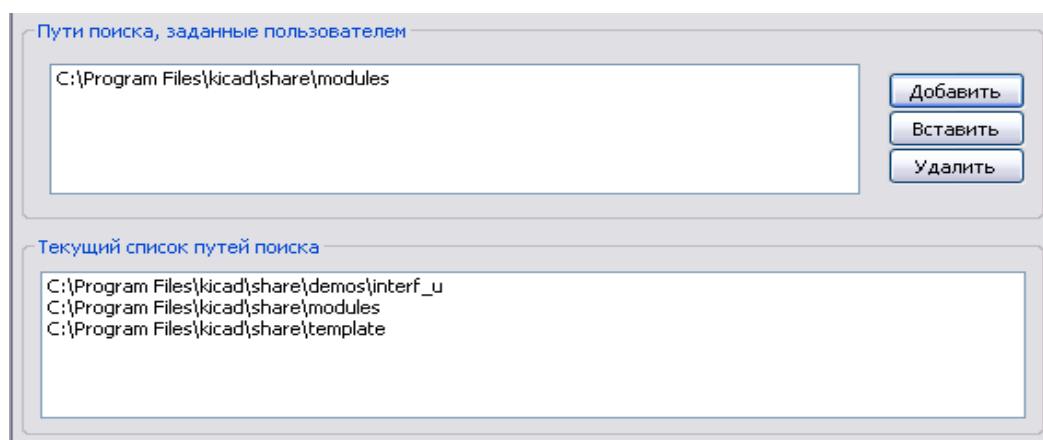 Пути поиска, заданные пользователем
C:\Program Files\kicad\share\modules
Добавить
Вставить
Удалить
Текущий список путей поиска
C:\Program Files\kicad\share\demos\interf_u
C:\Program Files\kicad\share\modules
C:\Program Files\kicad\share\template